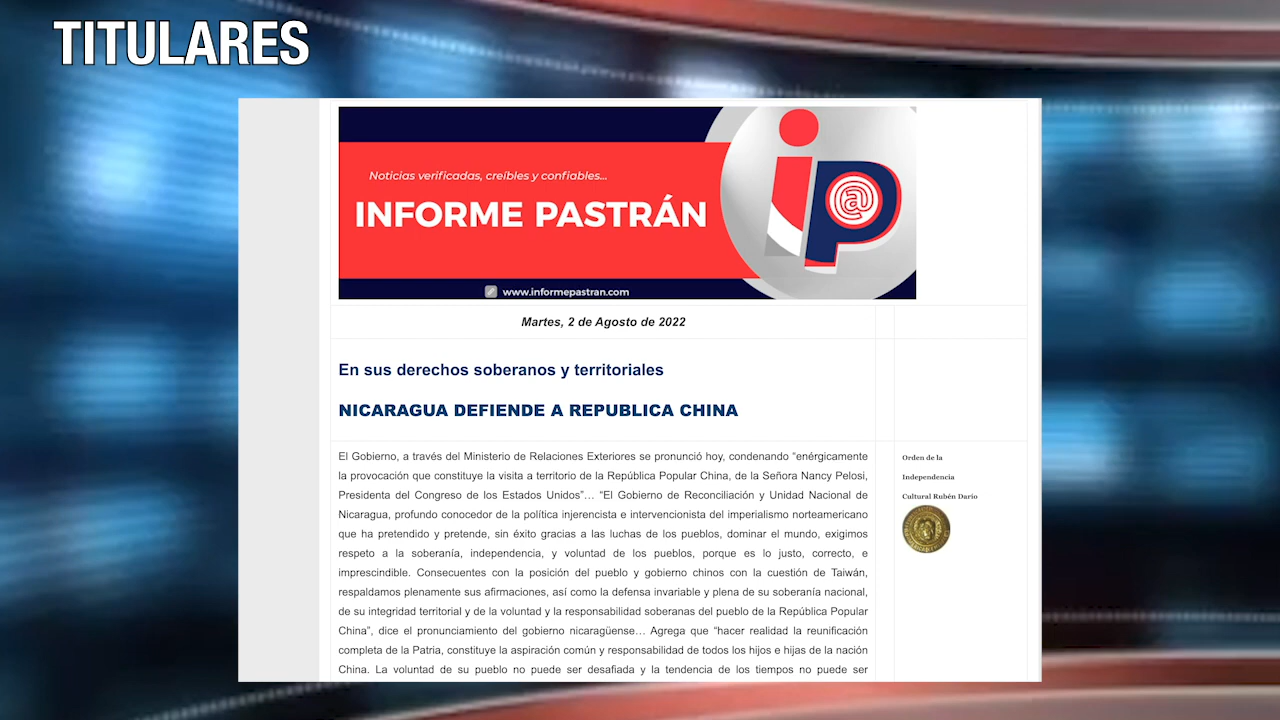 TITULARES
Noticias verificadas, creíbles y confiables...
INFORME PASTRÁN
ip@
www.informepastran.com
Martes, 2 de Agosto de 2022
En sus derechos soberanos y territoriales
NICARAGUA DEFIENDE A REPUBLICA CHINA
El Gobierno, a través del Ministerio de Relaciones Exteriores se pronunció hoy, condenando “enérgicamente
la provocación que constituye la visita a territorio de la República Popular China, de la Señora Nancy Pelosi,
Presidenta del Congreso de los Estados Unidos”… “El Gobierno de Reconciliación y Unidad Nacional de
Nicaragua, profundo conocedor de la política injerencista e intervencionista del imperialismo norteamericano
que ha pretendido y pretende, sin éxito gracias a las luchas de los pueblos, dominar el mundo, exigimos
respeto a la soberanía, independencia, y voluntad de los pueblos, porque es lo justo, correcto, e
imprescindible. Consecuentes con la posición del pueblo y gobierno chinos con la cuestión de Taiwán,
respaldamos plenamente sus afirmaciones, así como la defensa invariable y plena de su soberanía nacional,
de su integridad territorial y de la voluntad y la responsabilidad soberanas del pueblo de la República Popular
China”, dice el pronunciamiento del gobierno nicaragüense… Agrega que “hacer realidad la reunificación
completa de la Patria, constituye la aspiración común y responsabilidad de todos los hijos e hijas de la nación
China. La voluntad de su pueblo no puede ser desafiada y la tendencia de los tiempos no puede ser
Orden de la
Independencia
Cultural Rubén Darío